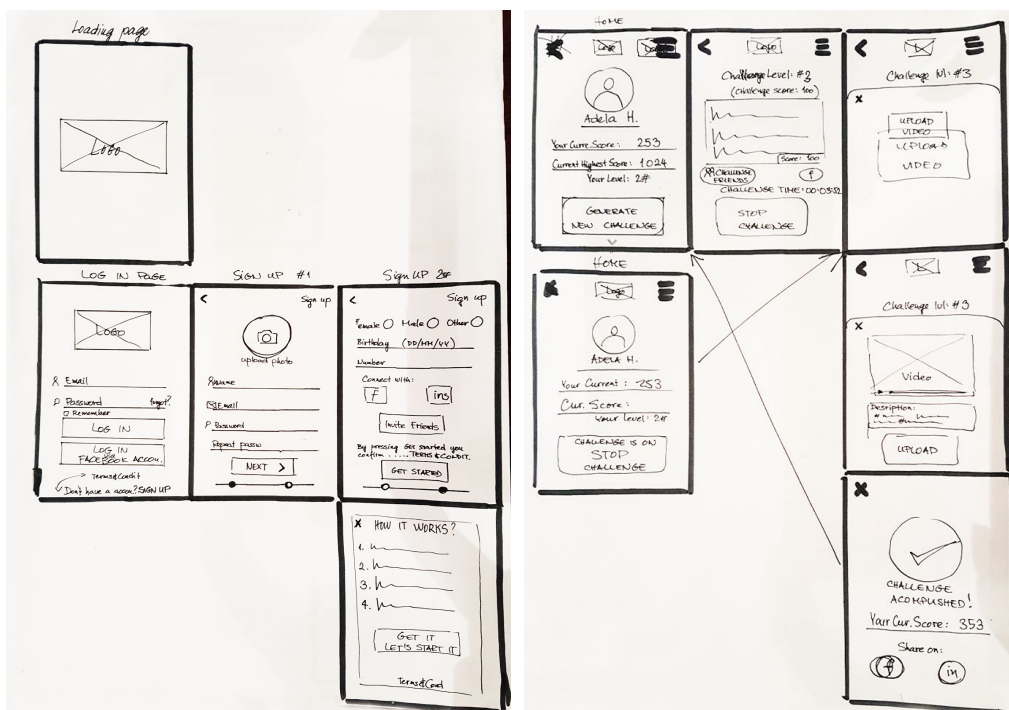 Loading page
LOGO
LOG IN PAGE
LOGO
Email
Password forgot?
Remember
LOG IN
LOG IN
FACEBOOK ACCOU.
Terms&Condit
Don't have a accou? SIGN UP
SIGN UP #1
Sign up
upload photo
Name
Email
Password
Repeat passw
NEXT >
Sign UP 2#
Sign up
Female Male Other
Birthday (DD/MM/YY)
Number
Connect with:
f ins
Invite Friends
By pressing Get started you
confirm ..... TERMS & CONDIT.
GET STARTED
X HOW IT WORKS?
1.
2.
3.
4.
GET IT
LET'S START IT
Terms&Cond
HOME
Logo
Adela H.
Your Curre. Score: 253
Current Highest Score: 1024
Your Level: 2#
GENERATE
NEW CHALLENGE
Logo
Challenge Level: #3
(Challenge score: 100)
Score: 100
CHALLENGE
FRIENDS
f
CHALLENGE TIME: 00:03:52
STOP
CHALLENGE
L
Challenge lvl: #3
x
UPLOAD
VIDEO
UPLOAD
VIDEO
HOME
Logo
ADELA H.
Your Current: 253
Cur. Score:
Your Level: 2#
CHALLENGE IS ON
STOP
CHALLENGE
L
Challenge lvl: #3
x
Video
Desription:
UPLOAD
X
CHALLENGE
ACOMPLISHED!
Your Cur. Score: 353
Share on:
f in